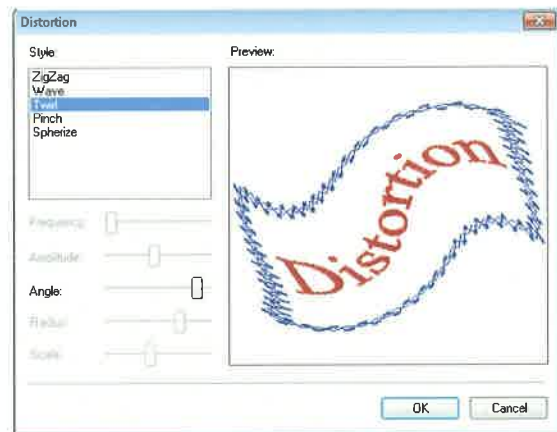 Distortion
Style:
ZigZag
Wave
Twirl
Pinch
Spherize
Frequency:
Amplitude:
Angle:
Radius:
Scale:
Preview:
Distortion
OK
Cancel